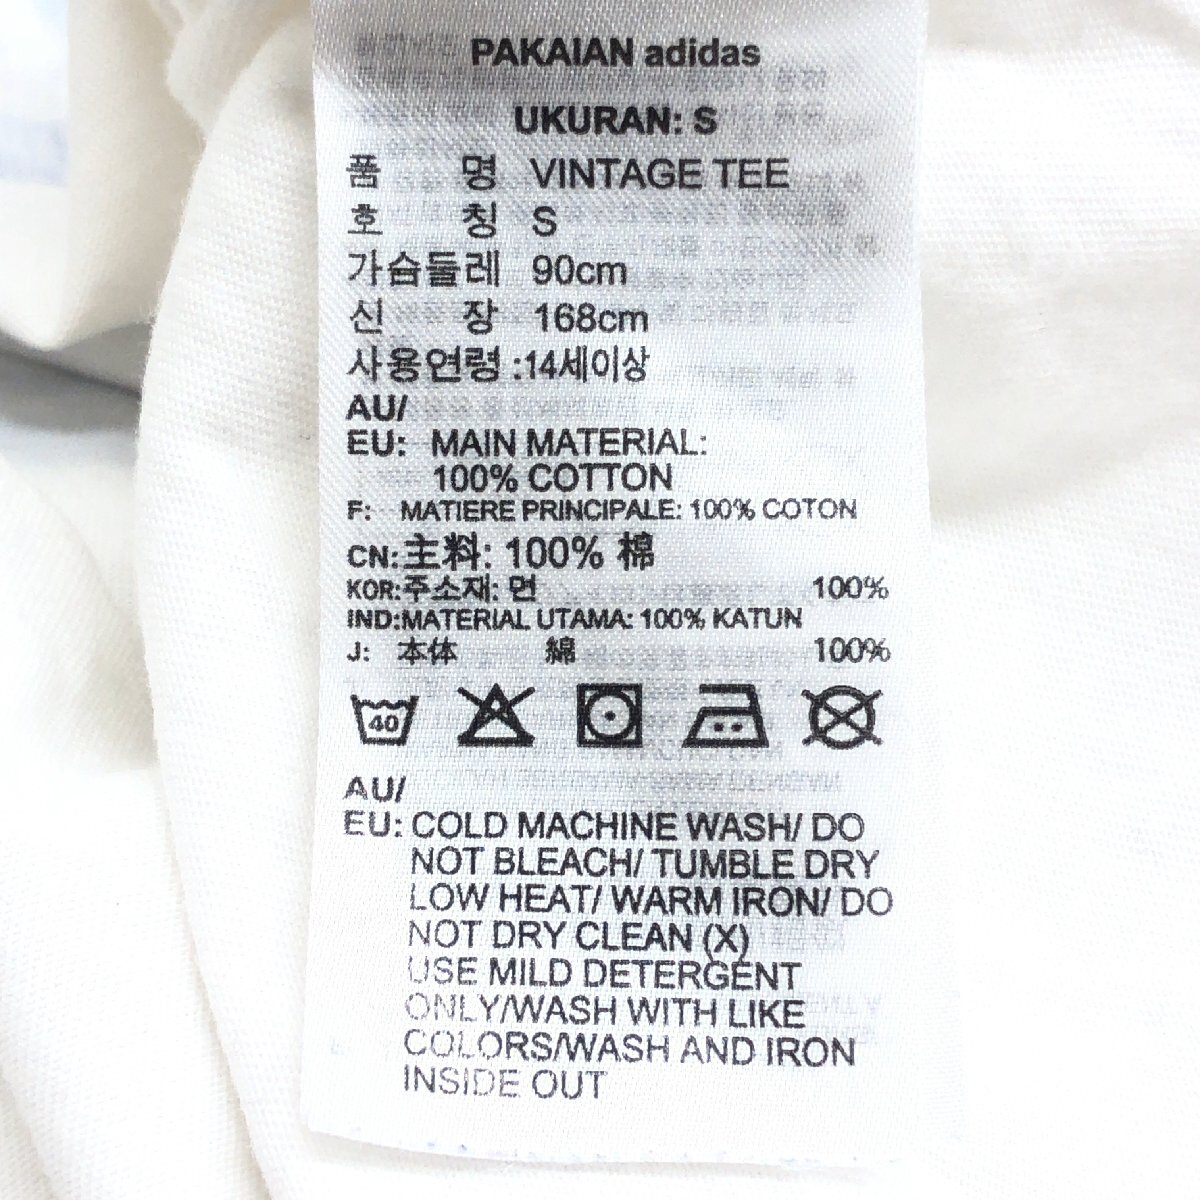 PAKAIAN adidas
UKURAN: S
품 명 VINTAGE TEE
호 칭 S
가슴둘레 90cm
신 장 168cm
사용연령 :14세이상
AU/
EU: MAIN MATERIAL:
100% COTTON
F: MATIERE PRINCIPALE: 100% COTON
CN:主料: 100% 棉
KOR:주소재: 면 100%
IND:MATERIAL UTAMA: 100% KATUN
J: 本体 綿 100%
40
AU/
EU: COLD MACHINE WASH/ DO
NOT BLEACH/ TUMBLE DRY
LOW HEAT/ WARM IRON/ DO
NOT DRY CLEAN (X)
USE MILD DETERGENT
ONLY/WASH WITH LIKE
COLORS/WASH AND IRON
INSIDE OUT